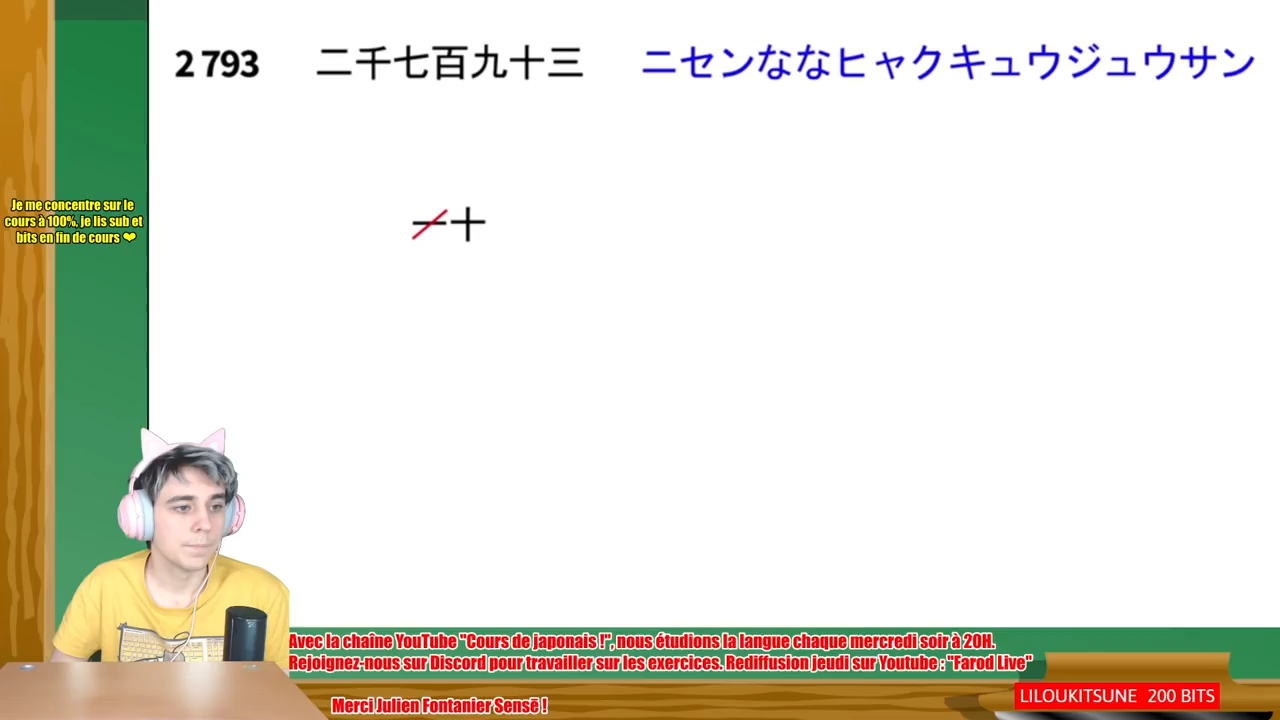 2 793 二千七百九十三 ニセンななヒャクキュウジュウサン
一十
Je me concentre sur le
cours à 100%, je lis sub et
bits en fin de cours ❤
Avec la chaîne YouTube "Cours de japonais !", nous étudions la langue chaque mercredi soir à 20H.
Rejoignez-nous sur Discord pour travailler sur les exercices. Rediffusion jeudi sur Youtube : "Farod Live"
Merci Julien Fontanier Sensē !
LILOUKITSUNE 200 BITS